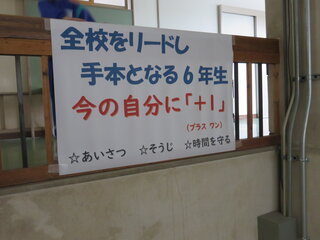 全校をリードし
手本となる6年生
今の自分に「+1」
(プラス ワン)
☆あいさつ ☆そうじ ☆時間を守る